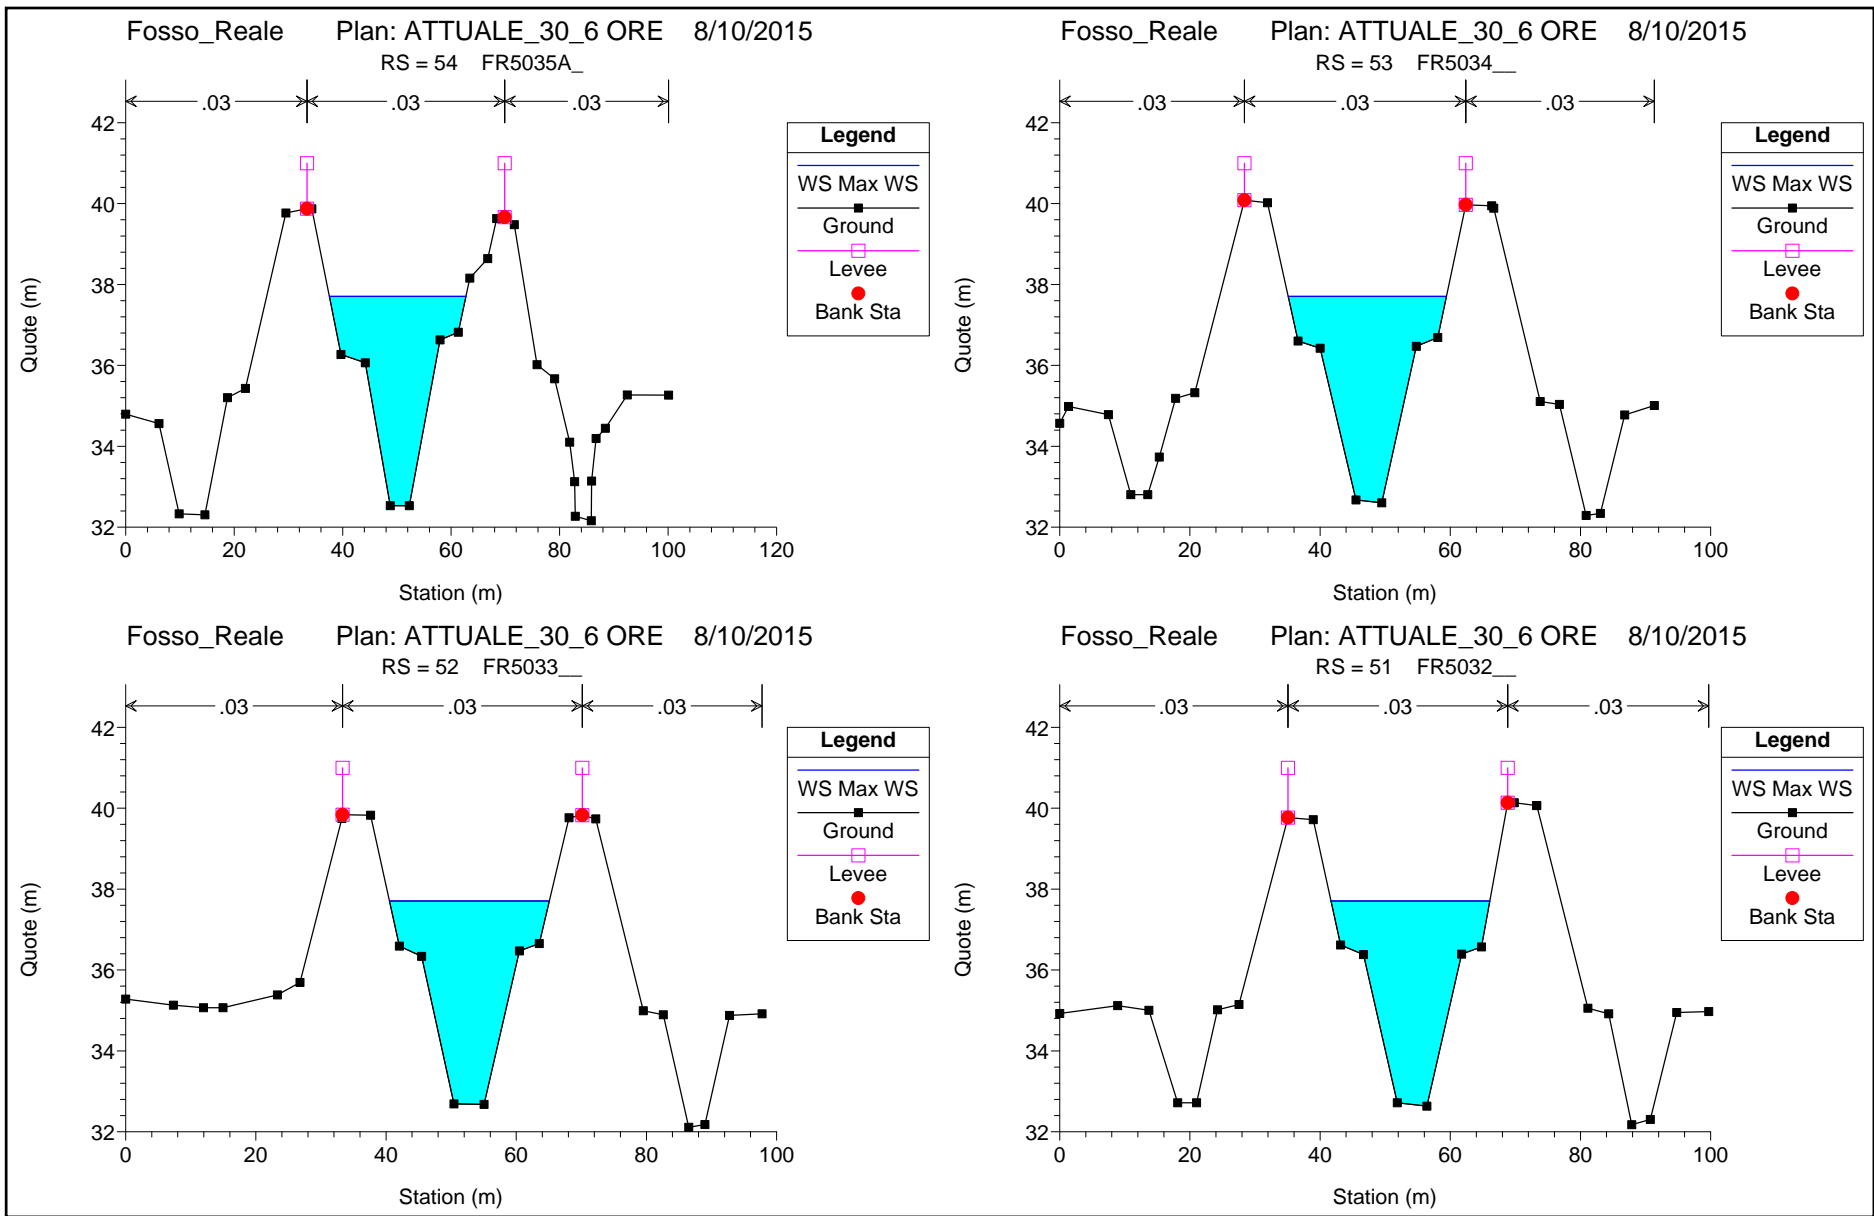 Fosso_Reale Plan: ATTUALE_30_6 ORE 8/10/2015
RS = 54 FR5035A_
.03 .03 .03
42
40
38
36
34
32
0 20 40 60 80 100 120
Quote (m)
Station (m)
Legend
WS Max WS
Ground
Levee
Bank Sta
Fosso_Reale Plan: ATTUALE_30_6 ORE 8/10/2015
RS = 53 FR5034__
.03 .03 .03
42
40
38
36
34
32
0 20 40 60 80 100
Quote (m)
Station (m)
Legend
WS Max WS
Ground
Levee
Bank Sta
Fosso_Reale Plan: ATTUALE_30_6 ORE 8/10/2015
RS = 52 FR5033__
.03 .03 .03
42
40
38
36
34
32
0 20 40 60 80 100
Quote (m)
Station (m)
Legend
WS Max WS
Ground
Levee
Bank Sta
Fosso_Reale Plan: ATTUALE_30_6 ORE 8/10/2015
RS = 51 FR5032__
.03 .03 .03
42
40
38
36
34
32
0 20 40 60 80 100
Quote (m)
Station (m)
Legend
WS Max WS
Ground
Levee
Bank Sta